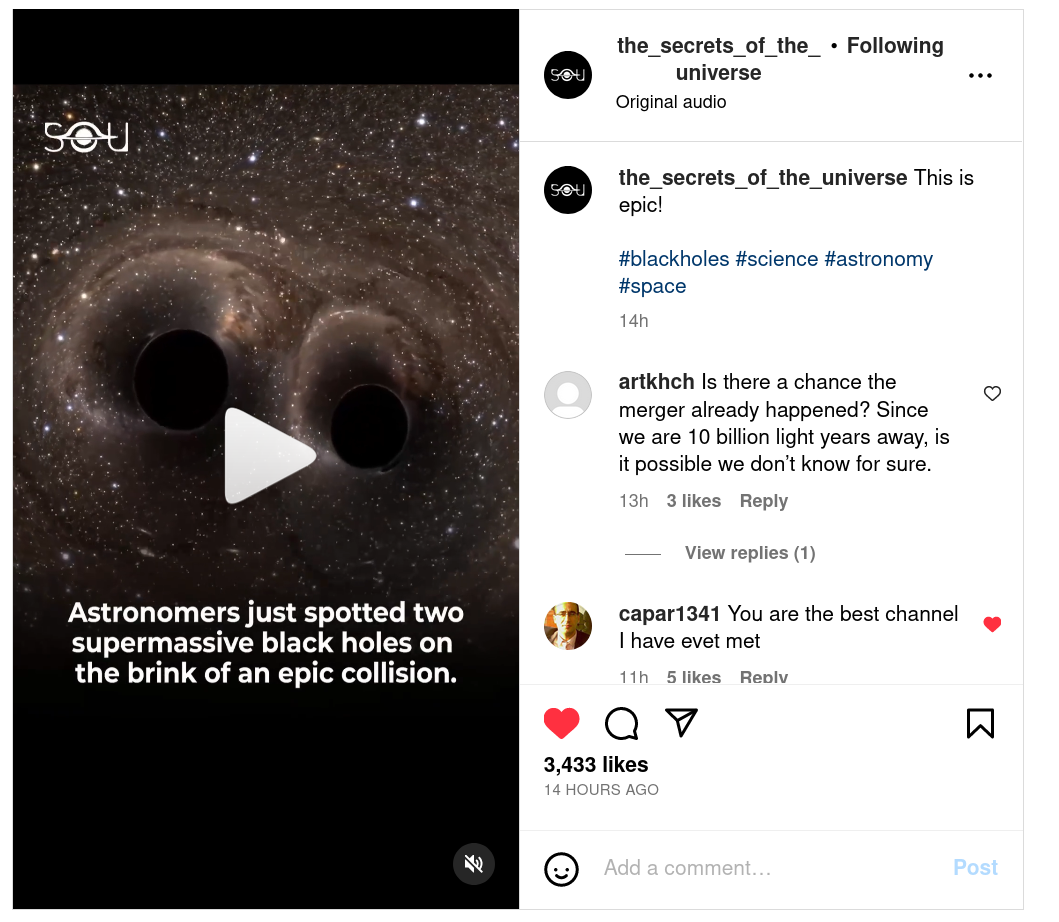 SOU
Astronomers just spotted two
supermassive black holes on
the brink of an epic collision.
SOU
the_secrets_of_the_ • Following
universe
Original audio
SOU
the_secrets_of_the_universe This is
epic!
#blackholes #science #astronomy
#space
14h
artkhch Is there a chance the
merger already happened? Since
we are 10 billion light years away, is
it possible we don’t know for sure.
13h 3 likes Reply
View replies (1)
capar1341 You are the best channel
I have evet met
11h 5 likes Reply
3,433 likes
14 HOURS AGO
Add a comment…
Post